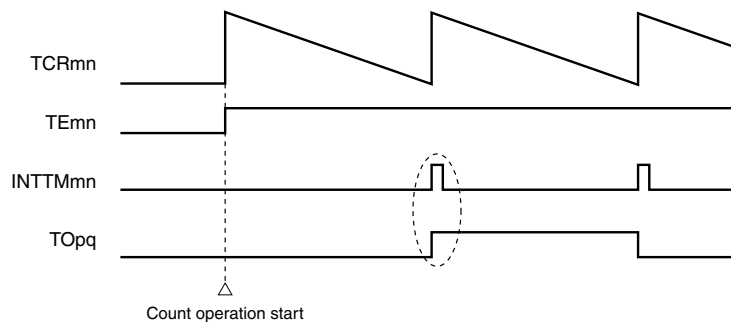 TCRmn
TEmn
INTTMmn
TOpq
Count operation start